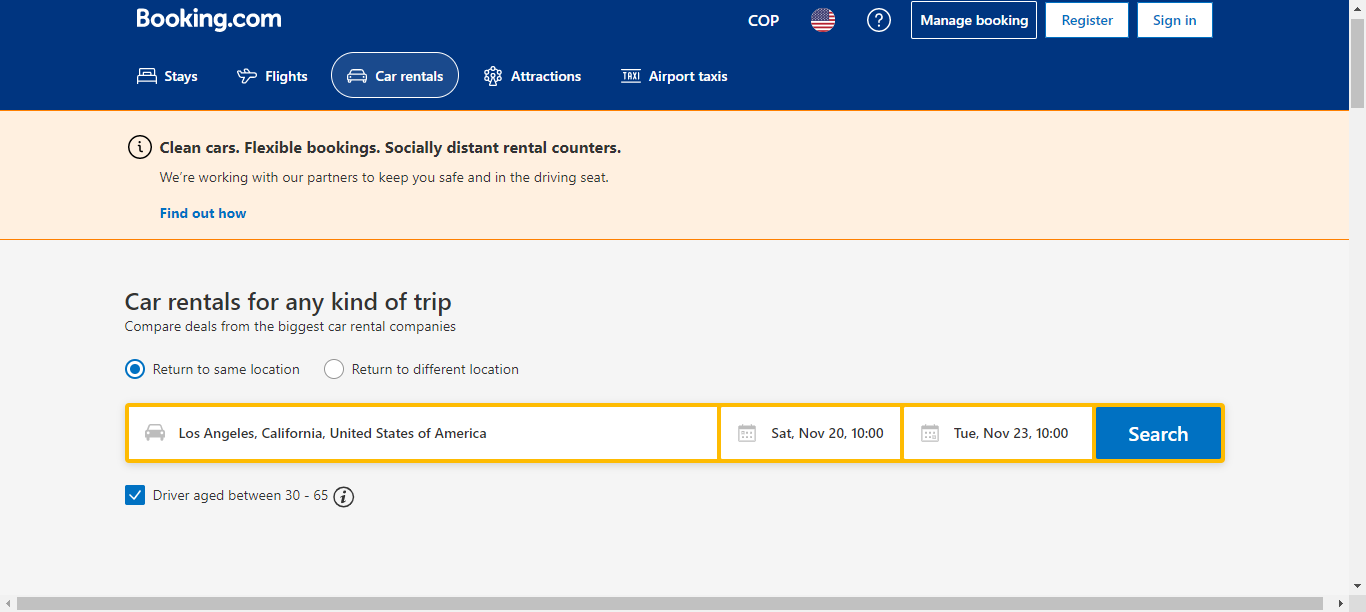 Booking.com
COP
Manage booking
Register
Sign in
Stays
Flights
Car rentals
Attractions
TAXI
Airport taxis
Clean cars. Flexible bookings. Socially distant rental counters.
We're working with our partners to keep you safe and in the driving seat.
Find out how
Car rentals for any kind of trip
Compare deals from the biggest car rental companies
Return to same location
Return to different location
Los Angeles, California, United States of America
Sat, Nov 20, 10:00
Tue, Nov 23, 10:00
Search
Driver aged between 30 - 65